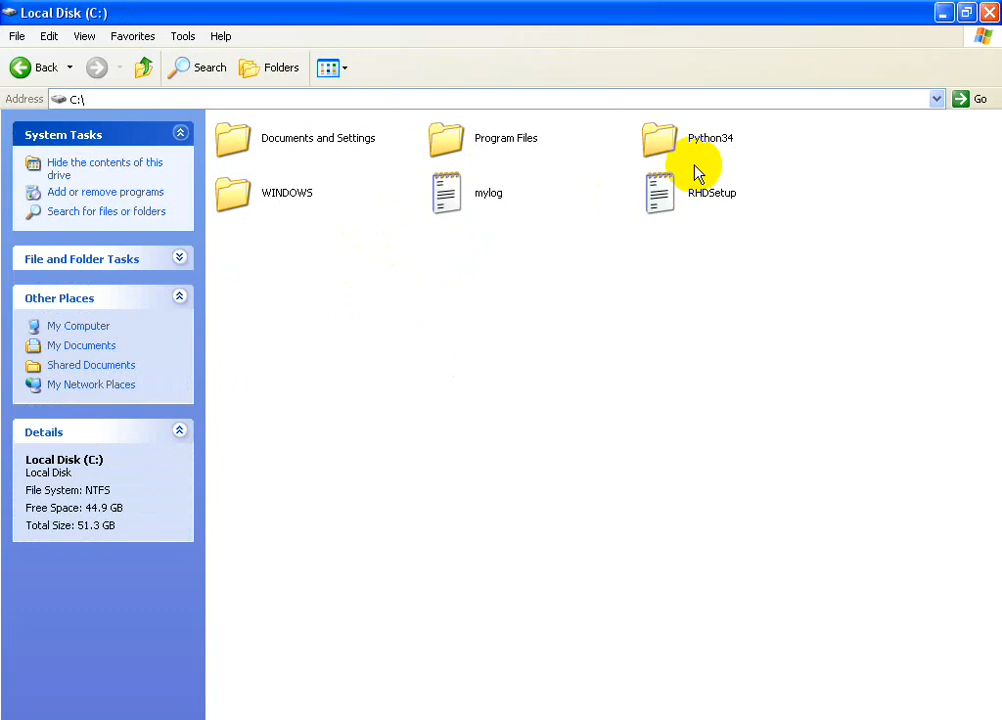 Local Disk (C:)
File Edit View Favorites Tools Help
Back Search Folders
Address C:\ Go
System Tasks
Hide the contents of this
drive
Add or remove programs
Search for files or folders
File and Folder Tasks
Other Places
My Computer
My Documents
Shared Documents
My Network Places
Details
Local Disk (C:)
Local Disk
File System: NTFS
Free Space: 44.9 GB
Total Size: 51.3 GB
Documents and Settings Program Files Python34
WINDOWS mylog RHDSetup